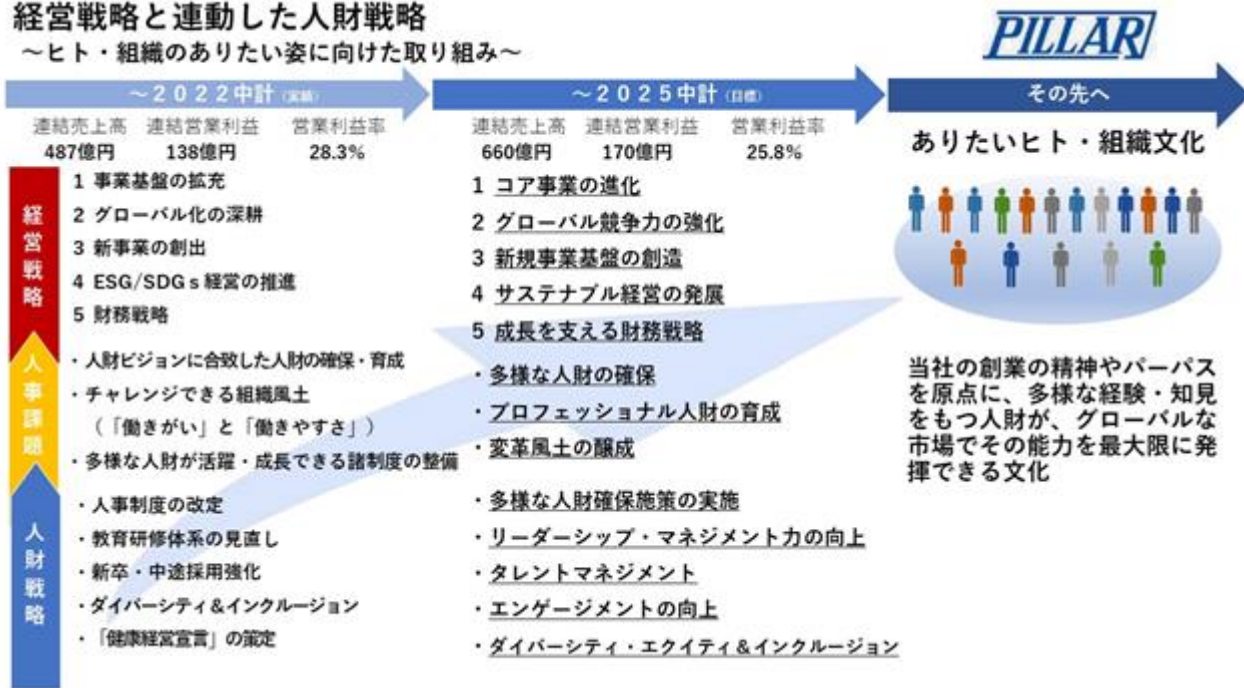 経営戦略と連動した人財戦略
～ヒト・組織のありたい姿に向けた取り組み～
PILLAR
～２０２２中計（実績）
～２０２５中計（目標）
その先へ
連結売上高 連結営業利益 営業利益率
487億円 138億円 28.3%
連結売上高 連結営業利益 営業利益率
660億円 170億円 25.8%
経営戦略
1 事業基盤の拡充
2 グローバル化の深耕
3 新事業の創出
4 ESG/SDGｓ経営の推進
5 財務戦略
1 コア事業の進化
2 グローバル競争力の強化
3 新規事業基盤の創造
4 サステナブル経営の発展
5 成長を支える財務戦略
人事課題
・人財ビジョンに合致した人財の確保・育成
・チャレンジできる組織風土
（「働きがい」と「働きやすさ」）
・多様な人財が活躍・成長できる諸制度の整備
・多様な人財の確保
・プロフェッショナル人財の育成
・変革風土の醸成
人財戦略
・人事制度の改定
・教育研修体系の見直し
・新卒・中途採用強化
・ダイバーシティ＆インクルージョン
・「健康経営宣言」の策定
・多様な人財確保施策の実施
・リーダーシップ・マネジメント力の向上
・タレントマネジメント
・エンゲージメントの向上
・ダイバーシティ・エクイティ＆インクルージョン
ありたいヒト・組織文化
当社の創業の精神やパーパス
を原点に、多様な経験・知見
をもつ人財が、グローバルな
市場でその能力を最大限に発
揮できる文化